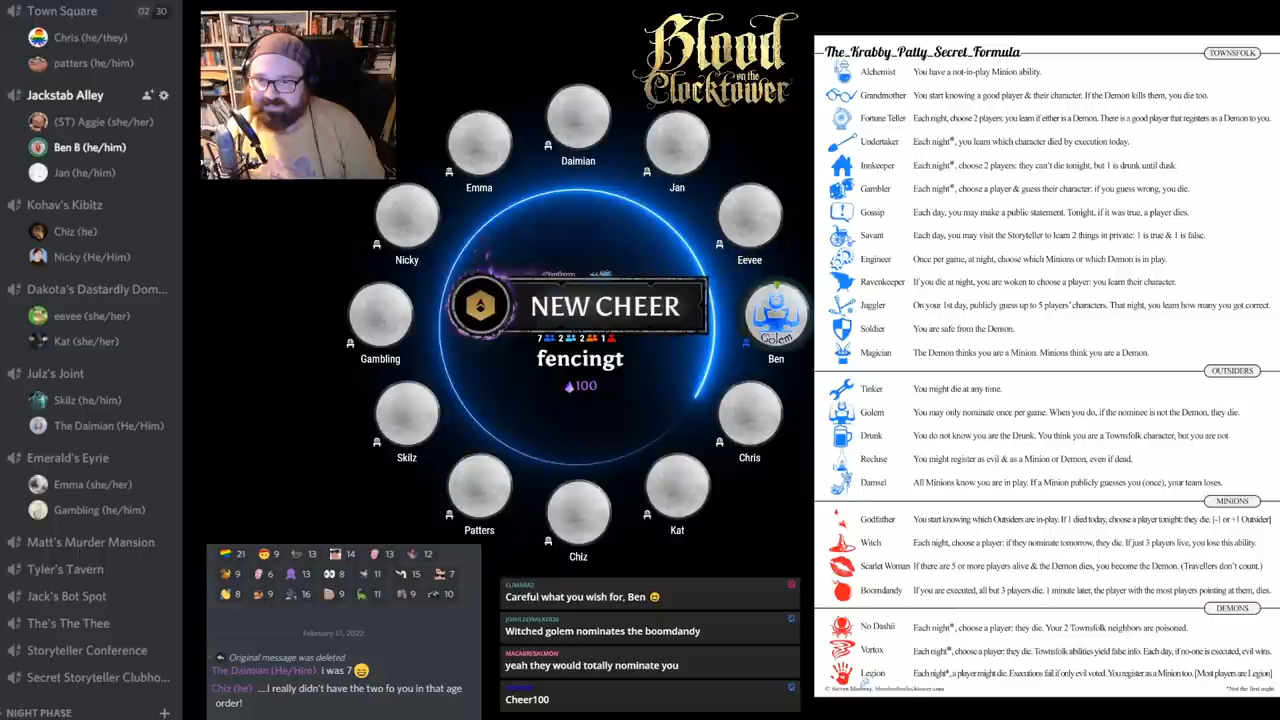 Town Square
02 30
Chris (he/they)
patters (he/him)
Jackstab Alley
(ST) Aggie (she/her)
Ben B (he/him)
Jan (he/him)
Kohav's Kibitz
Chiz (he)
Nicky (He/Him)
Dakota's Dastardly Dom...
eevee (she/her)
Kat (she/her)
Julz's Joint
Skilz (he/him)
The Daimian (He/Him)
Emerald's Eyrie
Emma (she/her)
Gambling (he/him)
Matt's Murder Mansion
Tyler's Tavern
Jack's Bot Spot
The's The Tree
Storyteller Conference
Secret Storyteller Clubho...
NIGHT PHASE
Blood
on the
Clocktower
Daimian
Emma
Jan
Nicky
Eevee
Gambling
Golem
Ben
Skilz
Chris
Patters
Kat
Chiz
NEW CHEER
7 2 2 1
fencingt
100
21 9 13 14 13 12
9 6 13 8 11 15 7
8 9 16 9 11 9 10
February 17, 2022
Original message was deleted
The Daimian (He/Him) i was 7
Chiz (he) ....I really didn't have the two fo you in that age
order!
Careful what you wish for, Ben
JOSHLEEWALKER20
Witched golem nominates the boomdandy
MACABRESALMON
yeah they would totally nominate you
Cheer100
The_Krabby_Patty_Secret_Formula
TOWNSFOLK
Alchemist You have a not-in-play Minion ability.
Grandmother You start knowing a good player & their character. If the Demon kills them, you die too.
Fortune Teller Each night, choose 2 players: you learn if either is a Demon. There is a good player that registers as a Demon to you.
Undertaker Each night*, you learn which character died by execution today.
Innkeeper Each night*, choose 2 players: they can't die tonight, but 1 is drunk until dusk.
Gambler Each night*, choose a player & guess their character: if you guess wrong, you die.
Gossip Each day, you may make a public statement. Tonight, if it was true, a player dies.
Savant Each day, you may visit the Storyteller to learn 2 things in private: 1 is true & 1 is false.
Engineer Once per game, at night, choose which Minions or which Demon is in play.
Ravenkeeper If you die at night, you are woken to choose a player: you learn their character.
Juggler On your 1st day, publicly guess up to 5 players' characters. That night, you learn how many you got correct.
Soldier You are safe from the Demon.
Magician The Demon thinks you are a Minion. Minions think you are a Demon.
OUTSIDERS
Tinker You might die at any time.
Golem You may only nominate once per game. When you do, if the nominee is not the Demon, they die.
Drunk You do not know you are the Drunk. You think you are a Townsfolk character, but you are not.
Recluse You might register as evil & as a Minion or Demon, even if dead.
Damsel All Minions know you are in play. If a Minion publicly guesses you (once), your team loses.
MINIONS
Godfather You start knowing which Outsiders are in-play. If 1 died today, choose a player tonight: they die. [-1 or +1 Outsider]
Witch Each night, choose a player: if they nominate tomorrow, they die. If just 3 players live, you lose this ability.
Scarlet Woman If there are 5 or more players alive & the Demon dies, you become the Demon. (Travellers don't count.)
Boomdandy If you are executed, all but 3 players die. 1 minute later, the player with the most players pointing at them, dies.
DEMONS
No Dashii Each night*, choose a player: they die. Your 2 Townsfolk neighbors are poisoned.
Vortox Each night*, choose a player: they die. Townsfolk abilities yield false info. Each day, if no-one is executed, evil wins.
Legion Each night*, a player might die. Executions fail if only evil voted. You register as a Minion too. [Most players are Legion]
© Steven Medway, bloodontheclocktower.com
*Not the first night